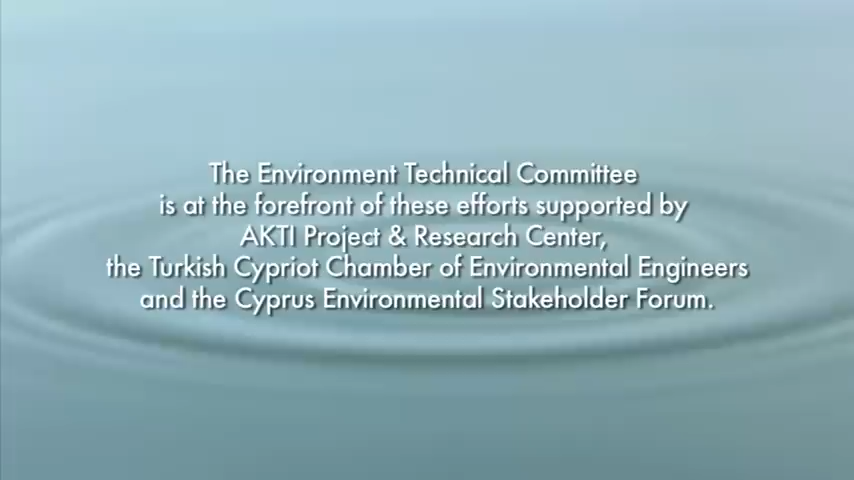 The Environment Technical Committee
is at the forefront of these efforts supported by
AKTI Project & Research Center,
the Turkish Cypriot Chamber of Environmental Engineers
and the Cyprus Environmental Stakeholder Forum.